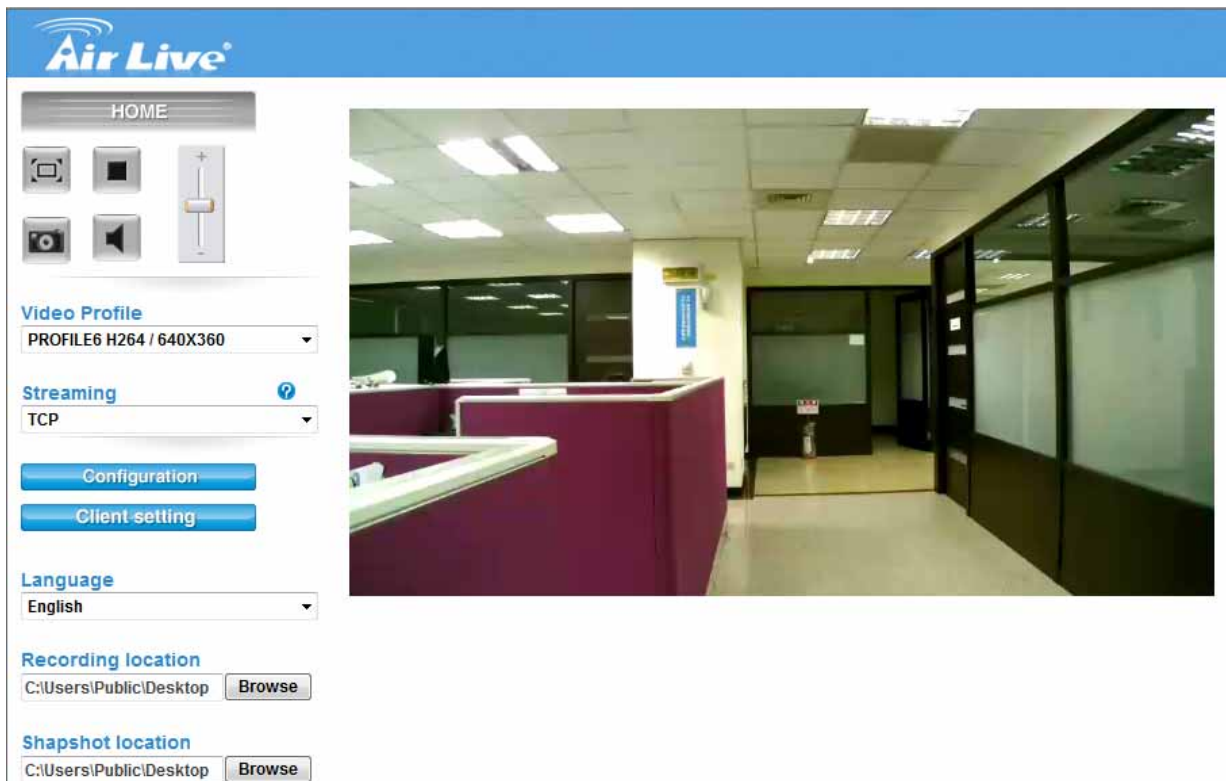 Air Live®
HOME
+
-
Video Profile
PROFILE6 H264 / 640X360
Streaming ?
TCP
Configuration
Client setting
Language
English
Recording location
C:\Users\Public\Desktop Browse
Snapshot location
C:\Users\Public\Desktop Browse